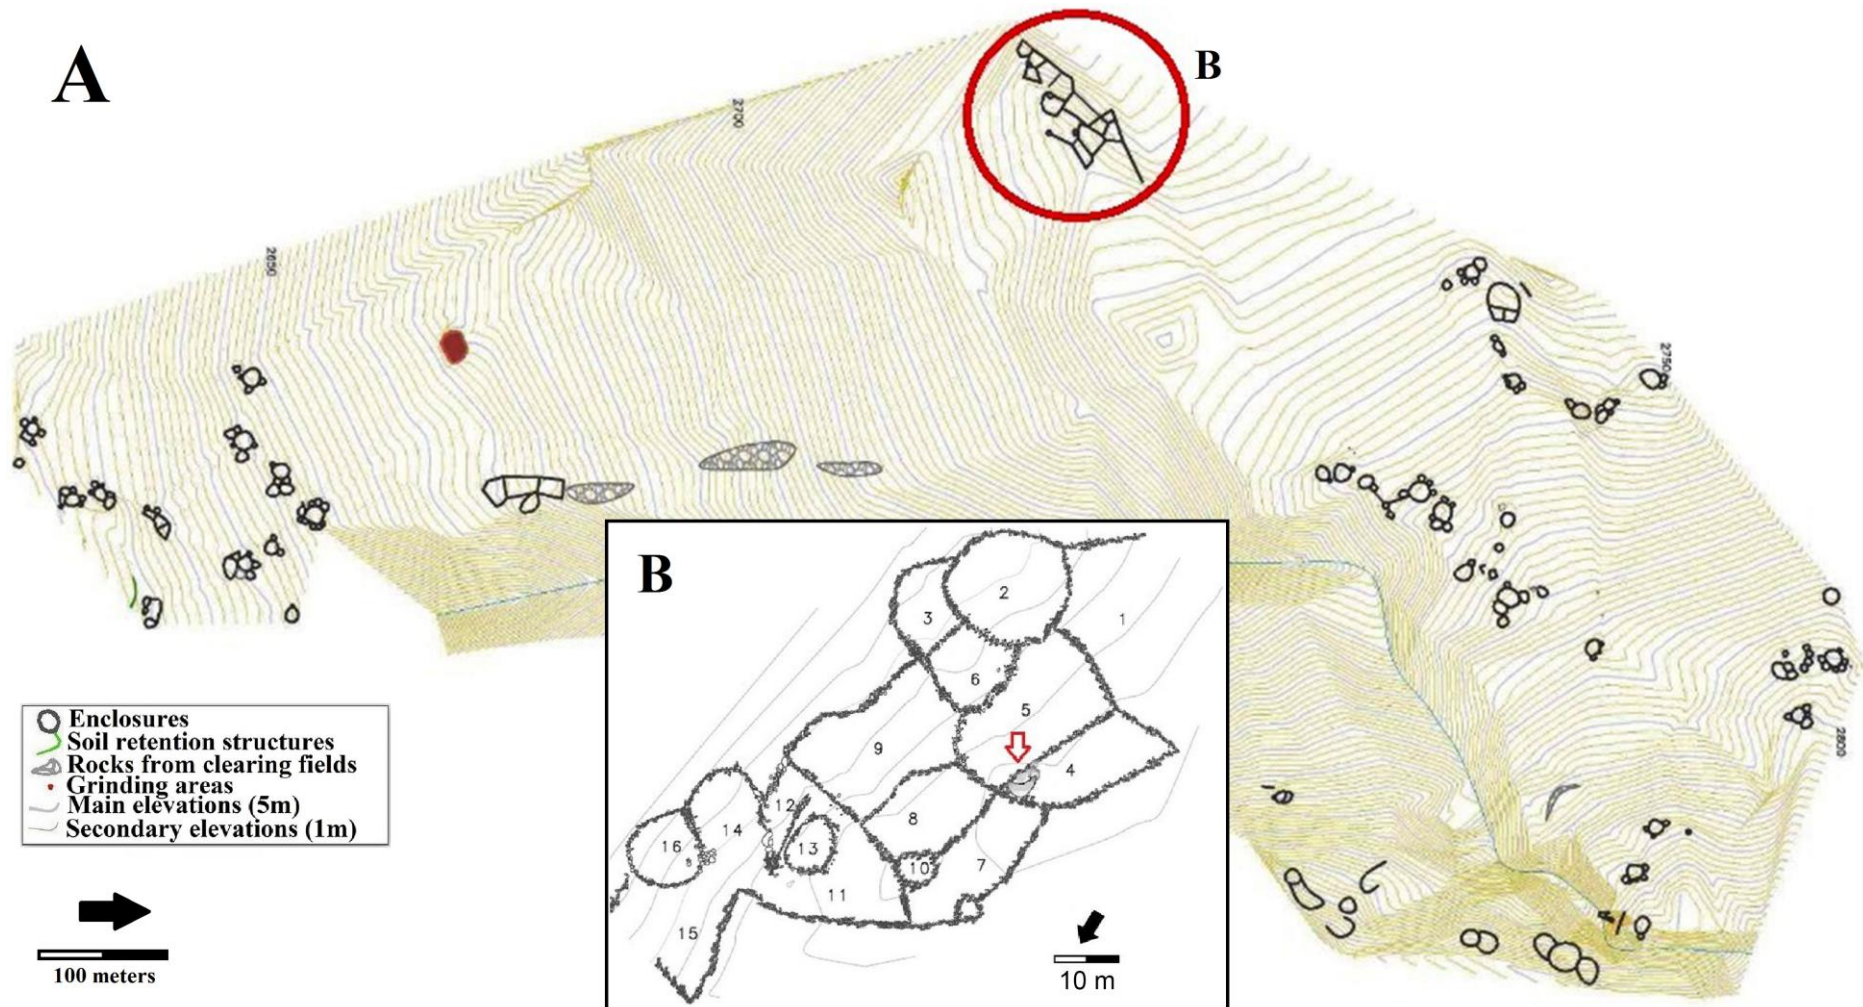 A
B
2700
2650
2750
2800
Enclosures
Soil retention structures
Rocks from clearing fields
Grinding areas
Main elevations (5m)
Secondary elevations (1m)
100 meters
B
1
2
3
6
5
4
9
8
7
10
12
13
14
16
11
15
10 m